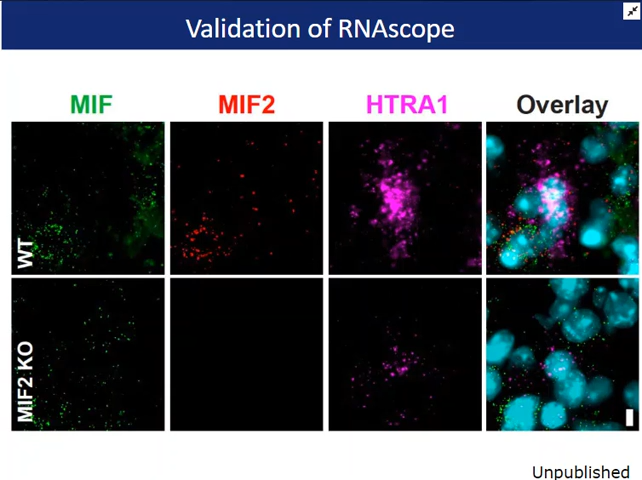 Validation of RNAscope
MIF MIF2 HTRA1 Overlay
WT
MIF2 KO
Unpublished